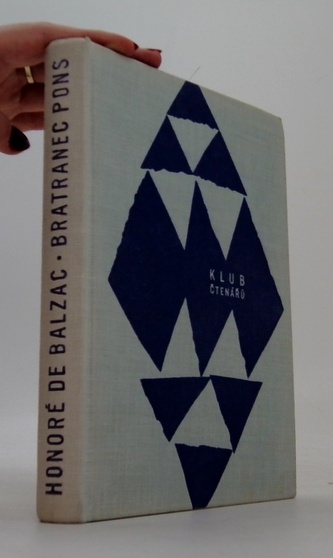 HONORÉ DE BALZAC · BRATRANEC PONS
KLUB
ČTENÁŘŮ